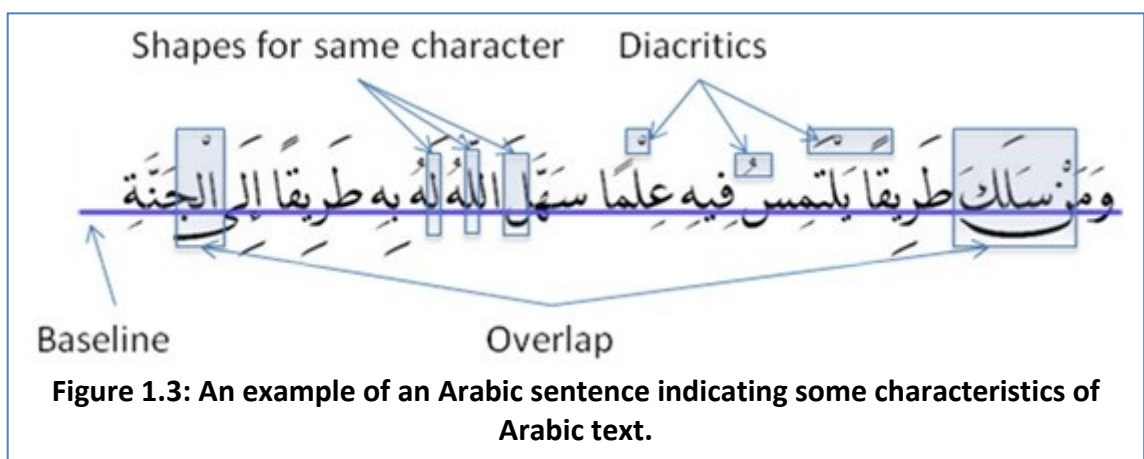 Shapes for same character Diacritics
وَمَنْ سَلَكَ طَرِيقًا يَلْتَمِسُ فِيهِ عِلْمًا سَهَّلَ اللَّهُ لَهُ بِهِ طَرِيقًا إِلَى الْجَنَّةِ
Baseline Overlap
Figure 1.3: An example of an Arabic sentence indicating some characteristics of
Arabic text.